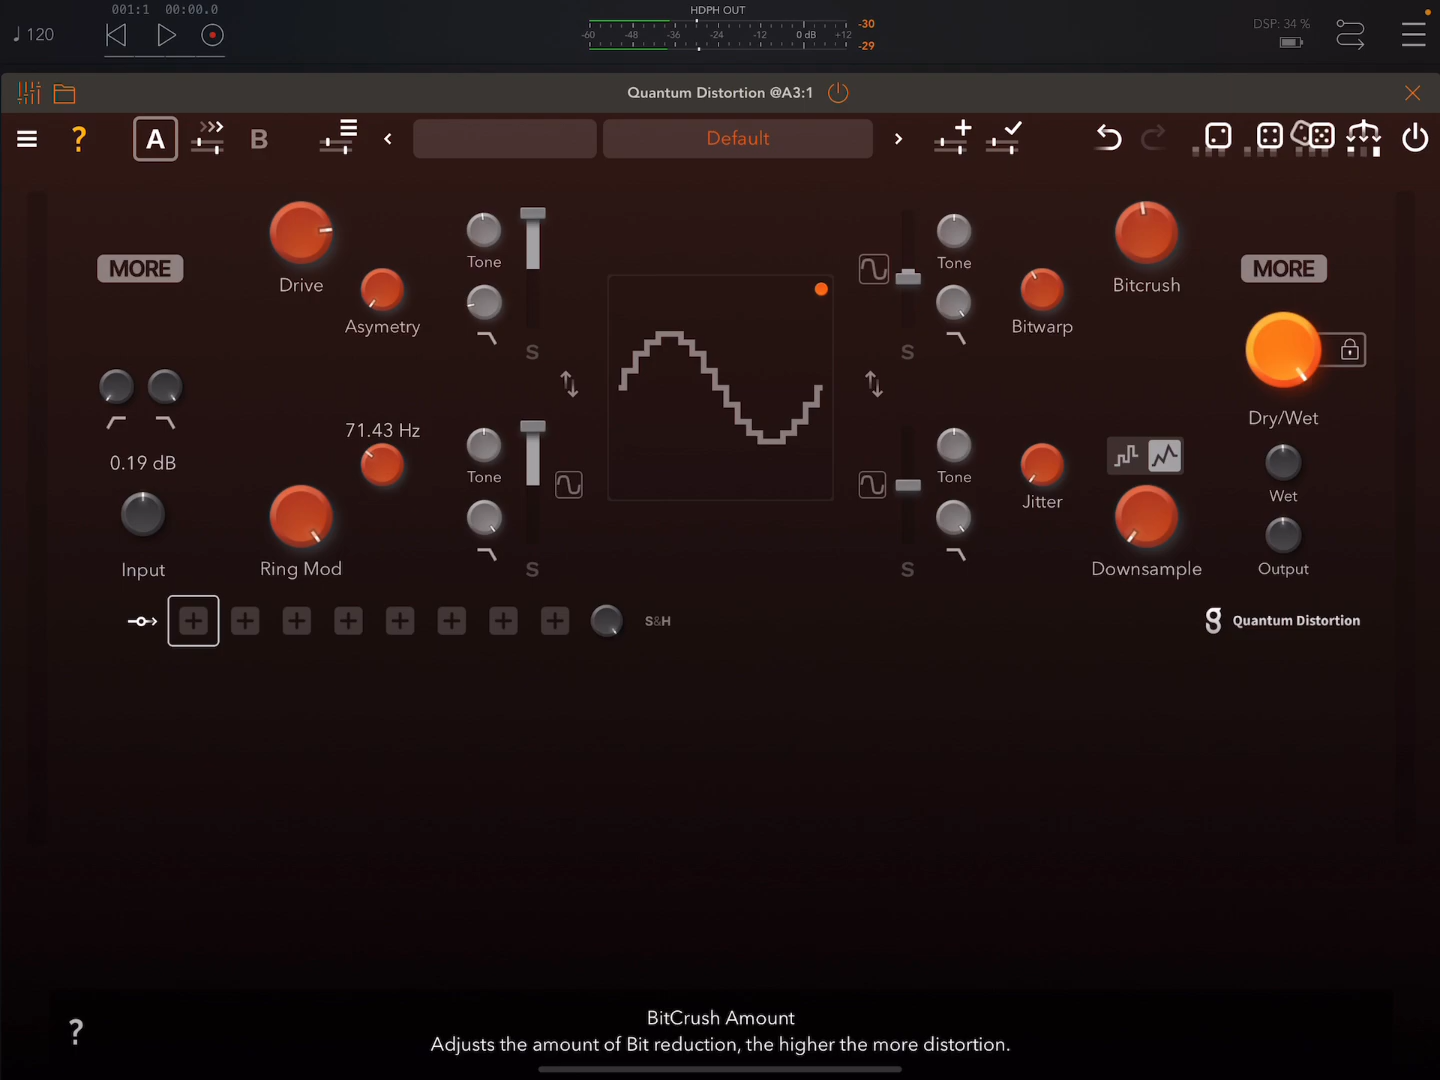 001:1 00:00.0
120
HDPH OUT
-60 -48 -36 -24 -12 0 dB +12
-30
-29
DSP: 34 %
Quantum Distortion @A3:1
? A B Default
MORE
Drive
Asymetry
Tone
S
Tone
S
Bitwarp
Bitcrush
MORE
Dry/Wet
0.19 dB
Input
71.43 Hz
Ring Mod
Tone
S
Tone
S
Jitter
Downsample
Wet
Output
S&H
Quantum Distortion
?
BitCrush Amount
Adjusts the amount of Bit reduction, the higher the more distortion.